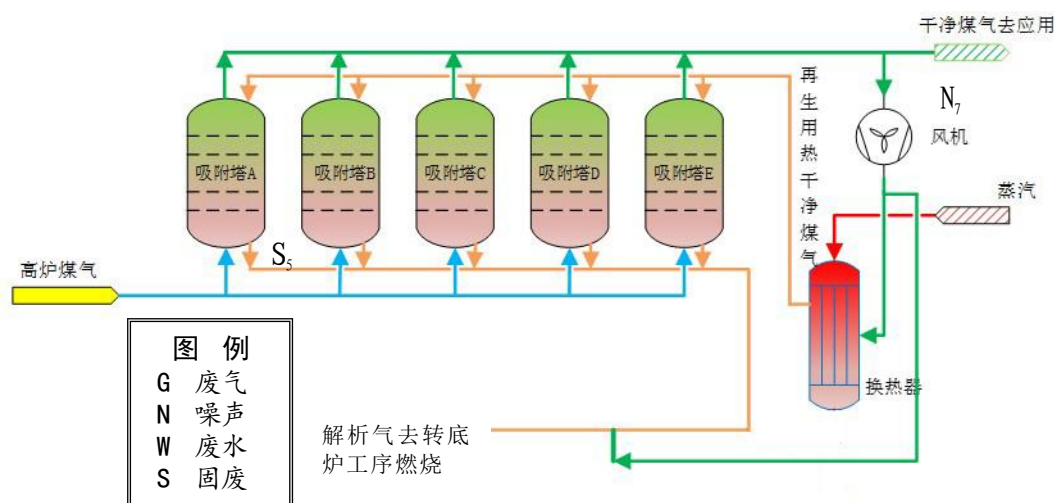 干净煤气去应用
再生用热干净煤气
N7
风机
吸附塔A
吸附塔B
吸附塔C
吸附塔D
吸附塔E
蒸汽
S5
高炉煤气
换热器
图 例
G 废气
N 噪声
W 废水
S 固废
解析气去转底
炉工序燃烧